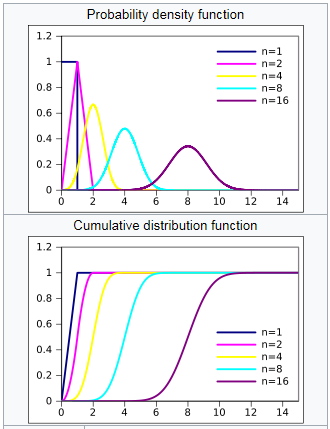 Probability density function
1.2
1
0.8
0.6
0.4
0.2
0
0 2 4 6 8 10 12 14
n=1
n=2
n=4
n=8
n=16
Cumulative distribution function
1.2
1
0.8
0.6
0.4
0.2
0
0 2 4 6 8 10 12 14
n=1
n=2
n=4
n=8
n=16